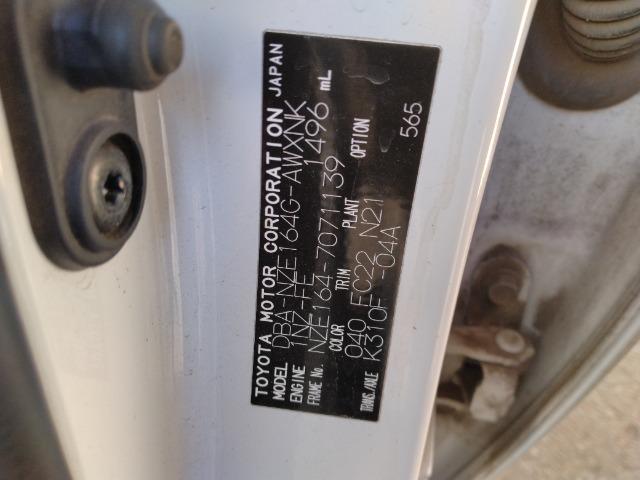 TOYOTA MOTOR CORPORATION JAPAN
MODEL DBA-NZE164G-AWXNK
ENGINE 1NZ-FE 1496 mL
FRAME No. NZE164-7071139
COLOR TRIM PLANT OPTION
040 FC22 N21
TRANS./AXLE K310F -04A 565